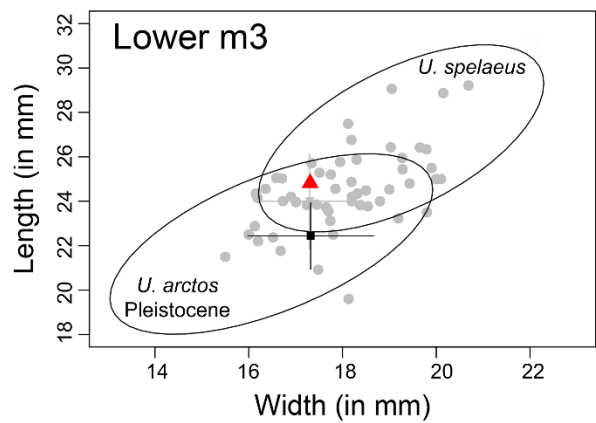 Lower m3
U. spelaeus
U. arctos
Pleistocene
Length (in mm)
32
30
28
26
24
22
20
18
14
16
18
20
22
Width (in mm)